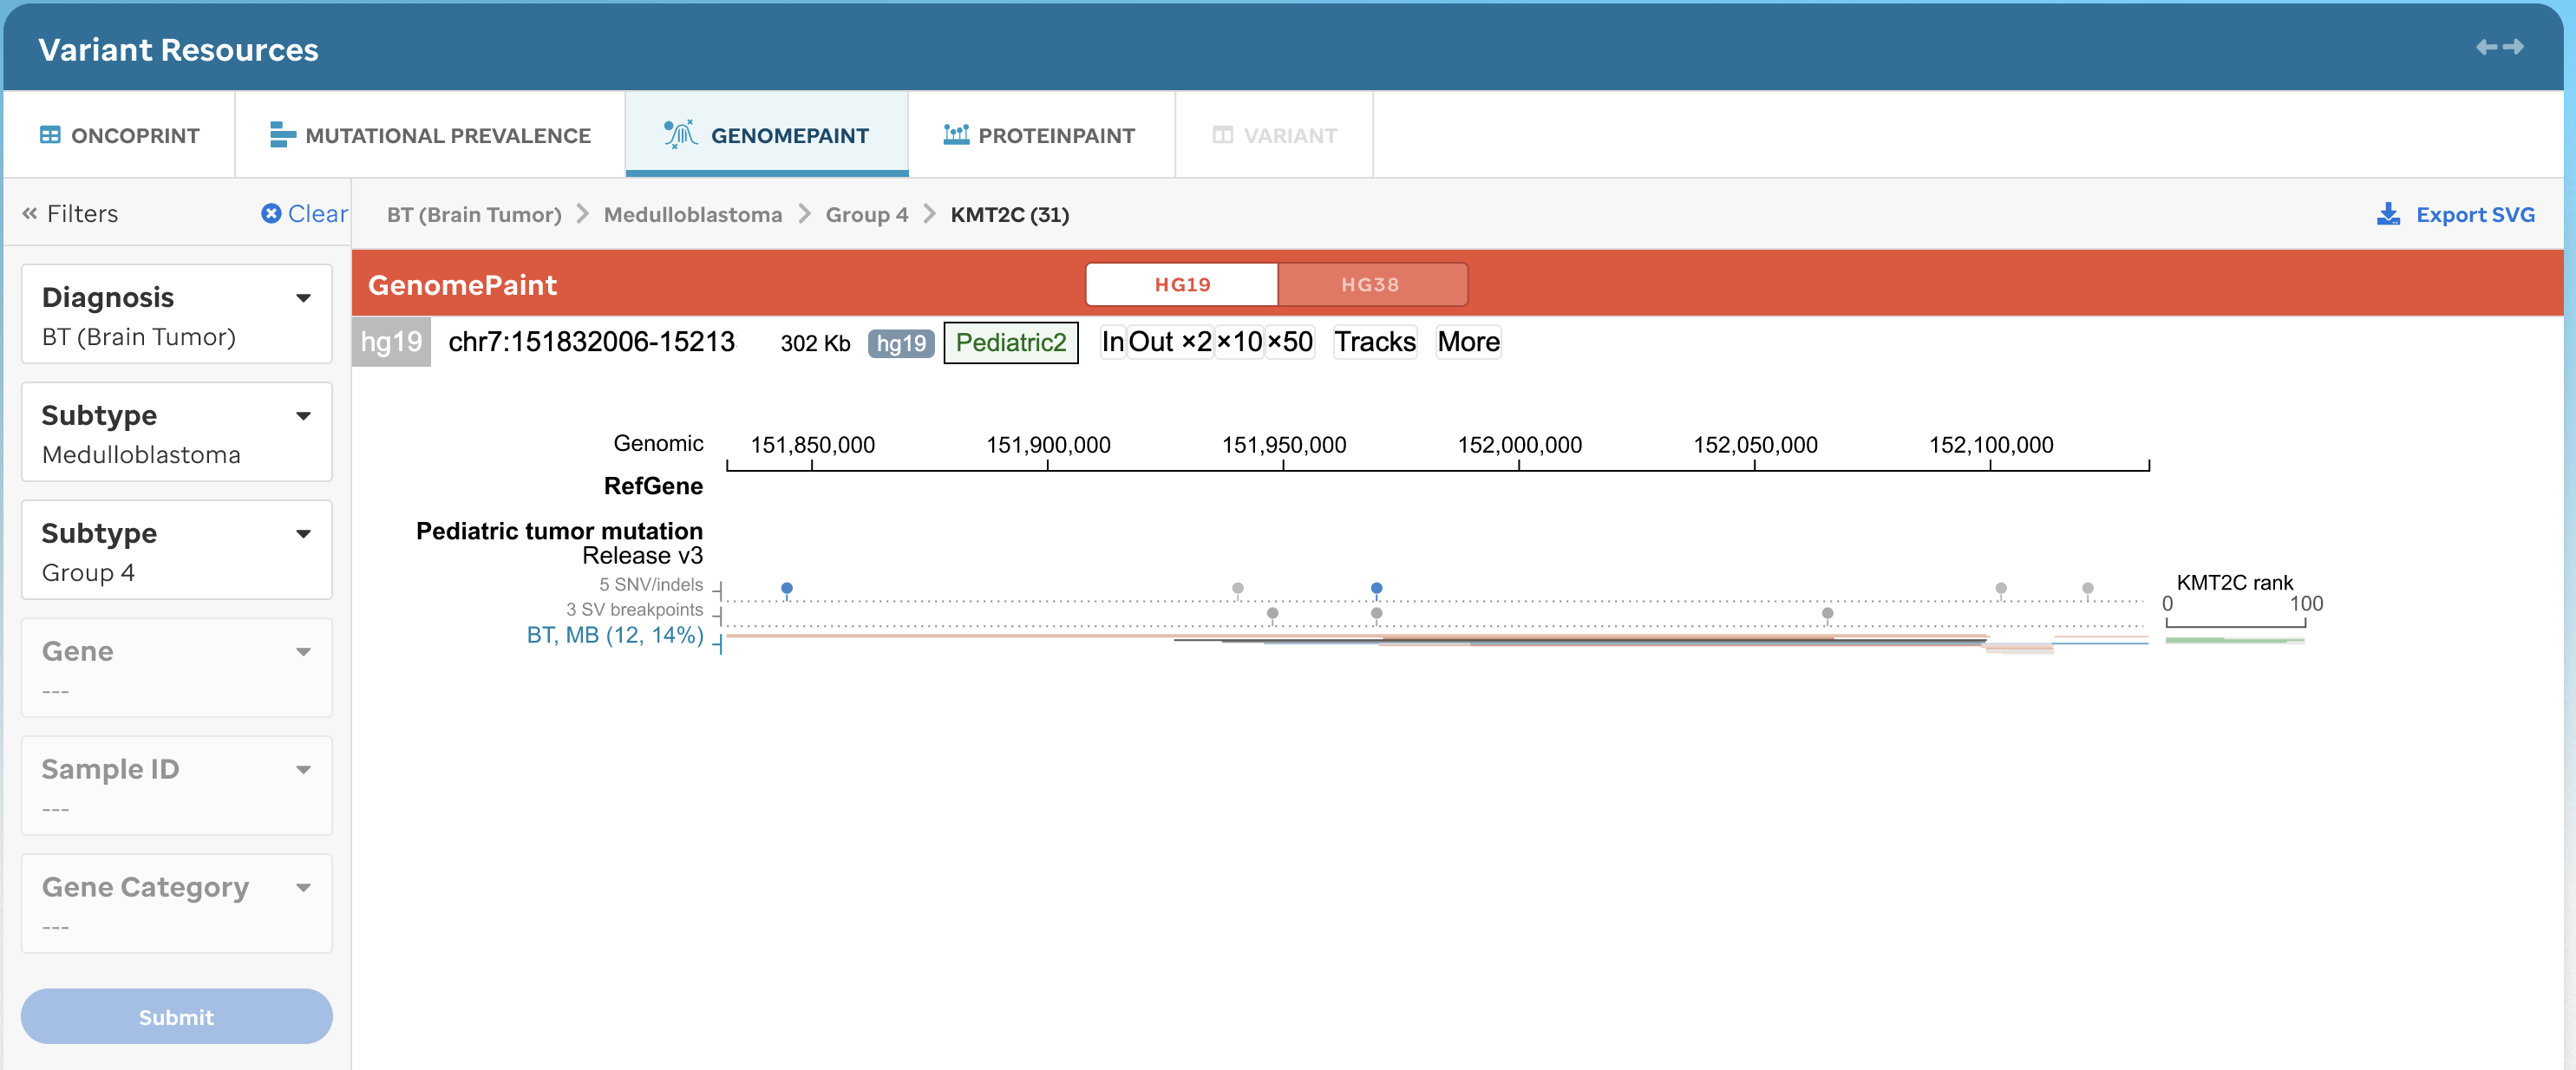 Variant Resources
ONCOPRINT
MUTATIONAL PREVALENCE
GENOMEPAINT
PROTEINPAINT
VARIANT
« Filters
Clear
BT (Brain Tumor) > Medulloblastoma > Group 4 > KMT2C (31)
Export SVG
Diagnosis
BT (Brain Tumor)
Subtype
Medulloblastoma
Subtype
Group 4
Gene
---
Sample ID
---
Gene Category
---
Submit
GenomePaint
HG19
HG38
hg19 chr7:151832006-15213 302 Kb hg19 Pediatric2 In Out ×2 ×10 ×50 Tracks More
Genomic 151,850,000 151,900,000 151,950,000 152,000,000 152,050,000 152,100,000
RefGene
Pediatric tumor mutation
Release v3
5 SNV/indels
3 SV breakpoints
BT, MB (12, 14%)
KMT2C rank
0 100